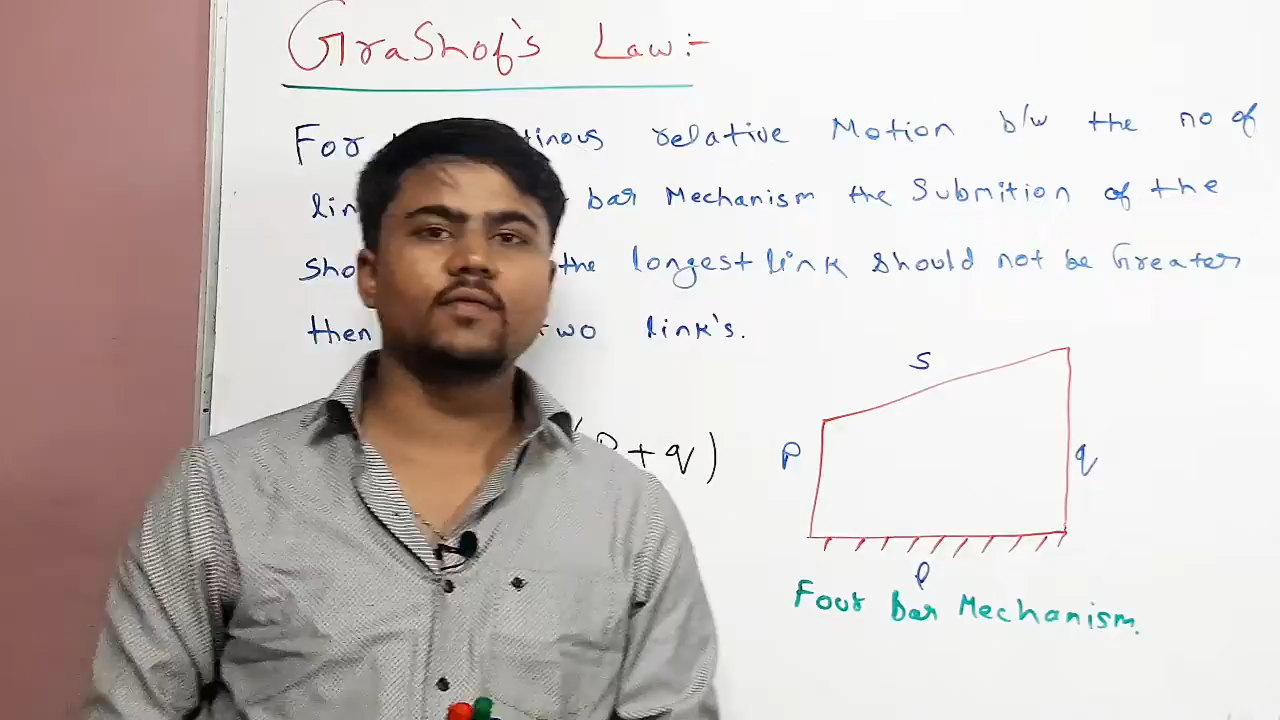 GraShof's Law:-
For tinous relative Motion b/w the no of
lin bar Mechanism the Submition of the
sho the longest link should not be Greater
then two link's.
(P+q)
S
P
q
l
Four bar Mechanism.